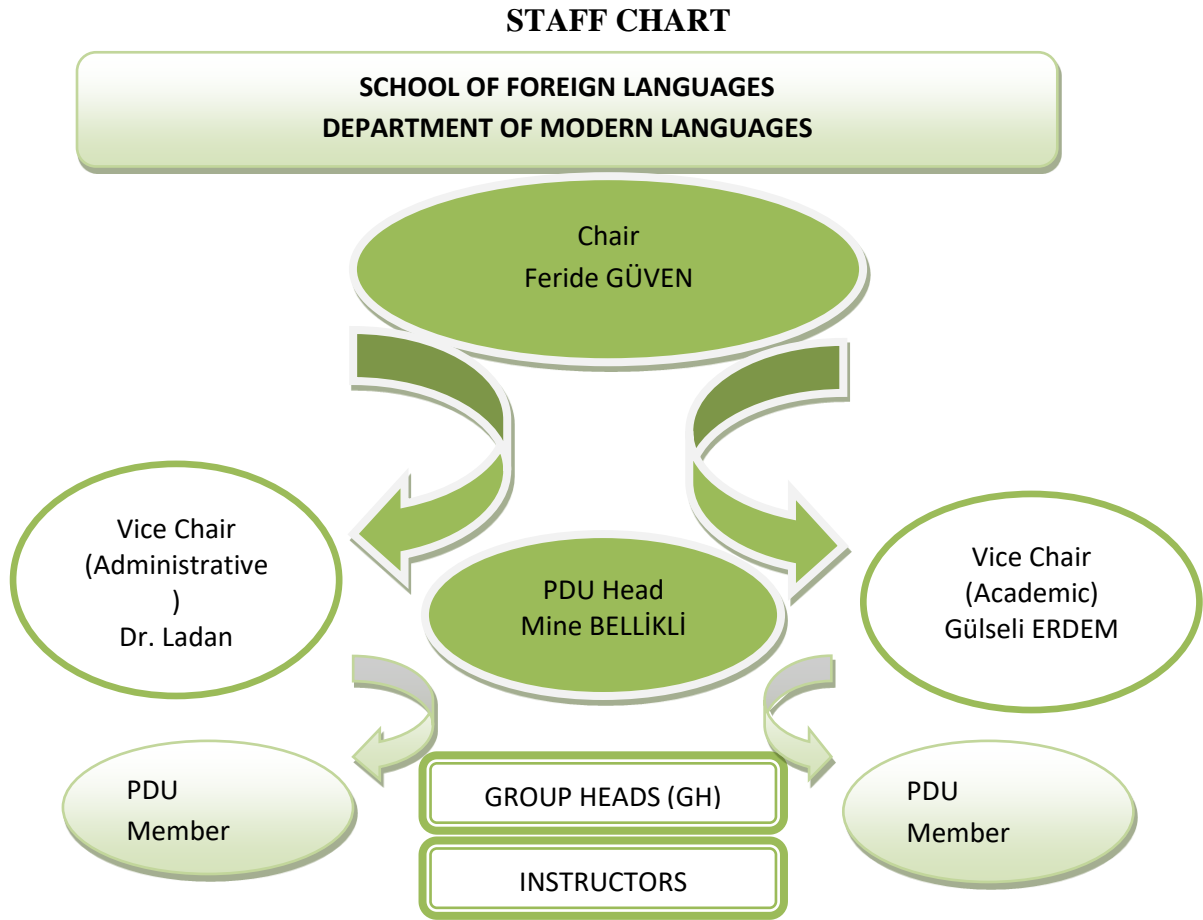 STAFF CHART
SCHOOL OF FOREIGN LANGUAGES
DEPARTMENT OF MODERN LANGUAGES
Chair
Feride GÜVEN
Vice Chair
(Administrative
)
Dr. Ladan
PDU Head
Mine BELLİKLİ
Vice Chair
(Academic)
Gülseli ERDEM
PDU
Member
GROUP HEADS (GH)
INSTRUCTORS
PDU
Member